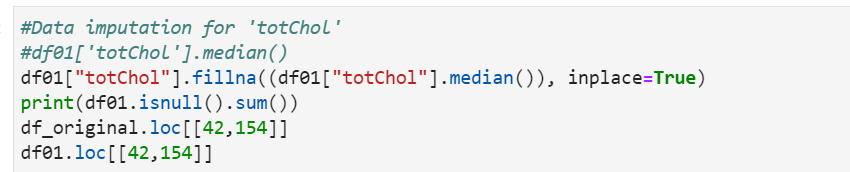 #Data imputation for 'totChol'
#df01['totChol'].median()
df01["totChol"].fillna((df01["totChol"].median()), inplace=True)
print(df01.isnull().sum())
df_original.loc[[42,154]]
df01.loc[[42,154]]